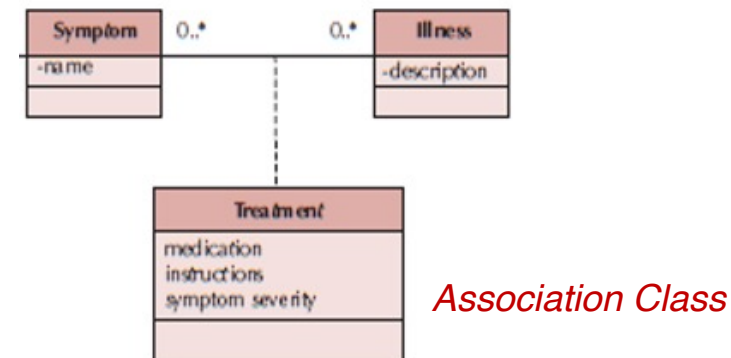 Symptom
0..*
0..*
Illness
-name
-description
Treatment
medication
instructions
symptom severity
Association Class